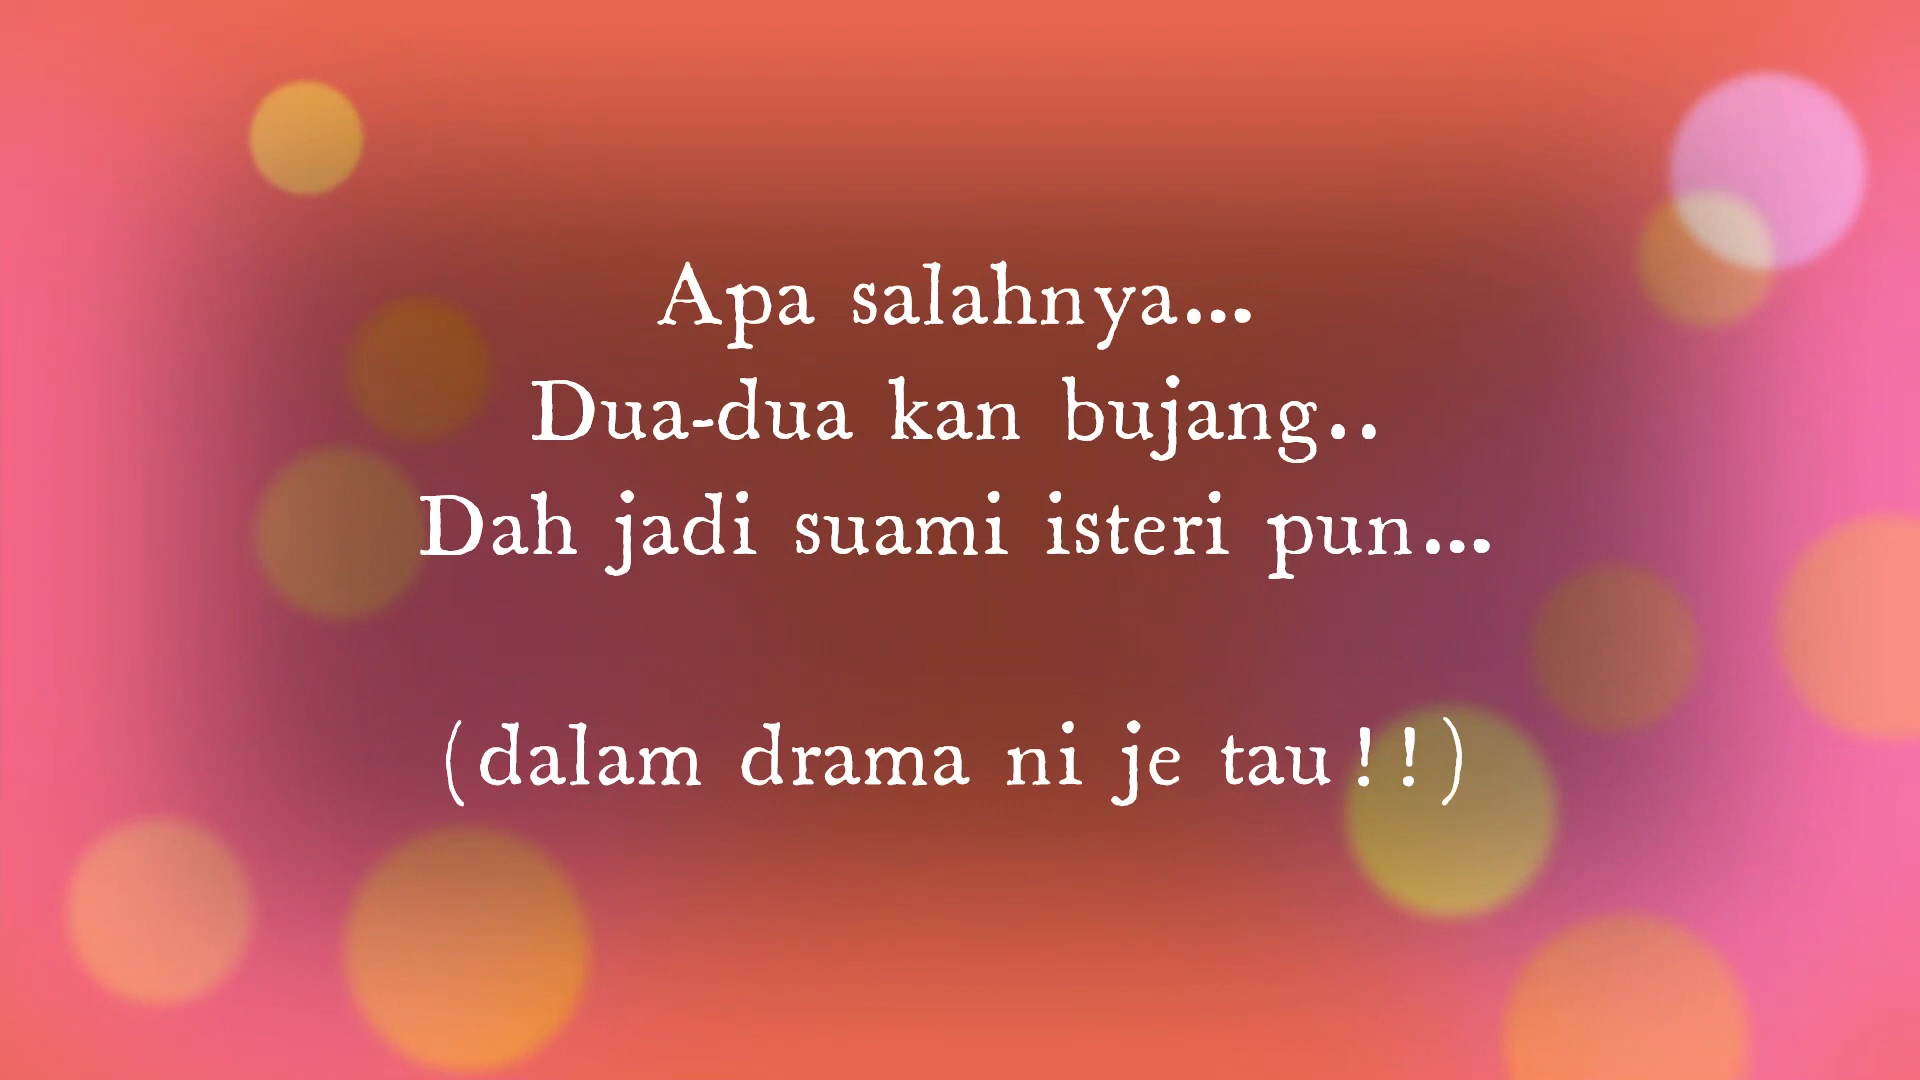 Apa salahnya...
Dua-dua kan bujang..
Dah jadi suami isteri pun...
(dalam drama ni je tau!!)